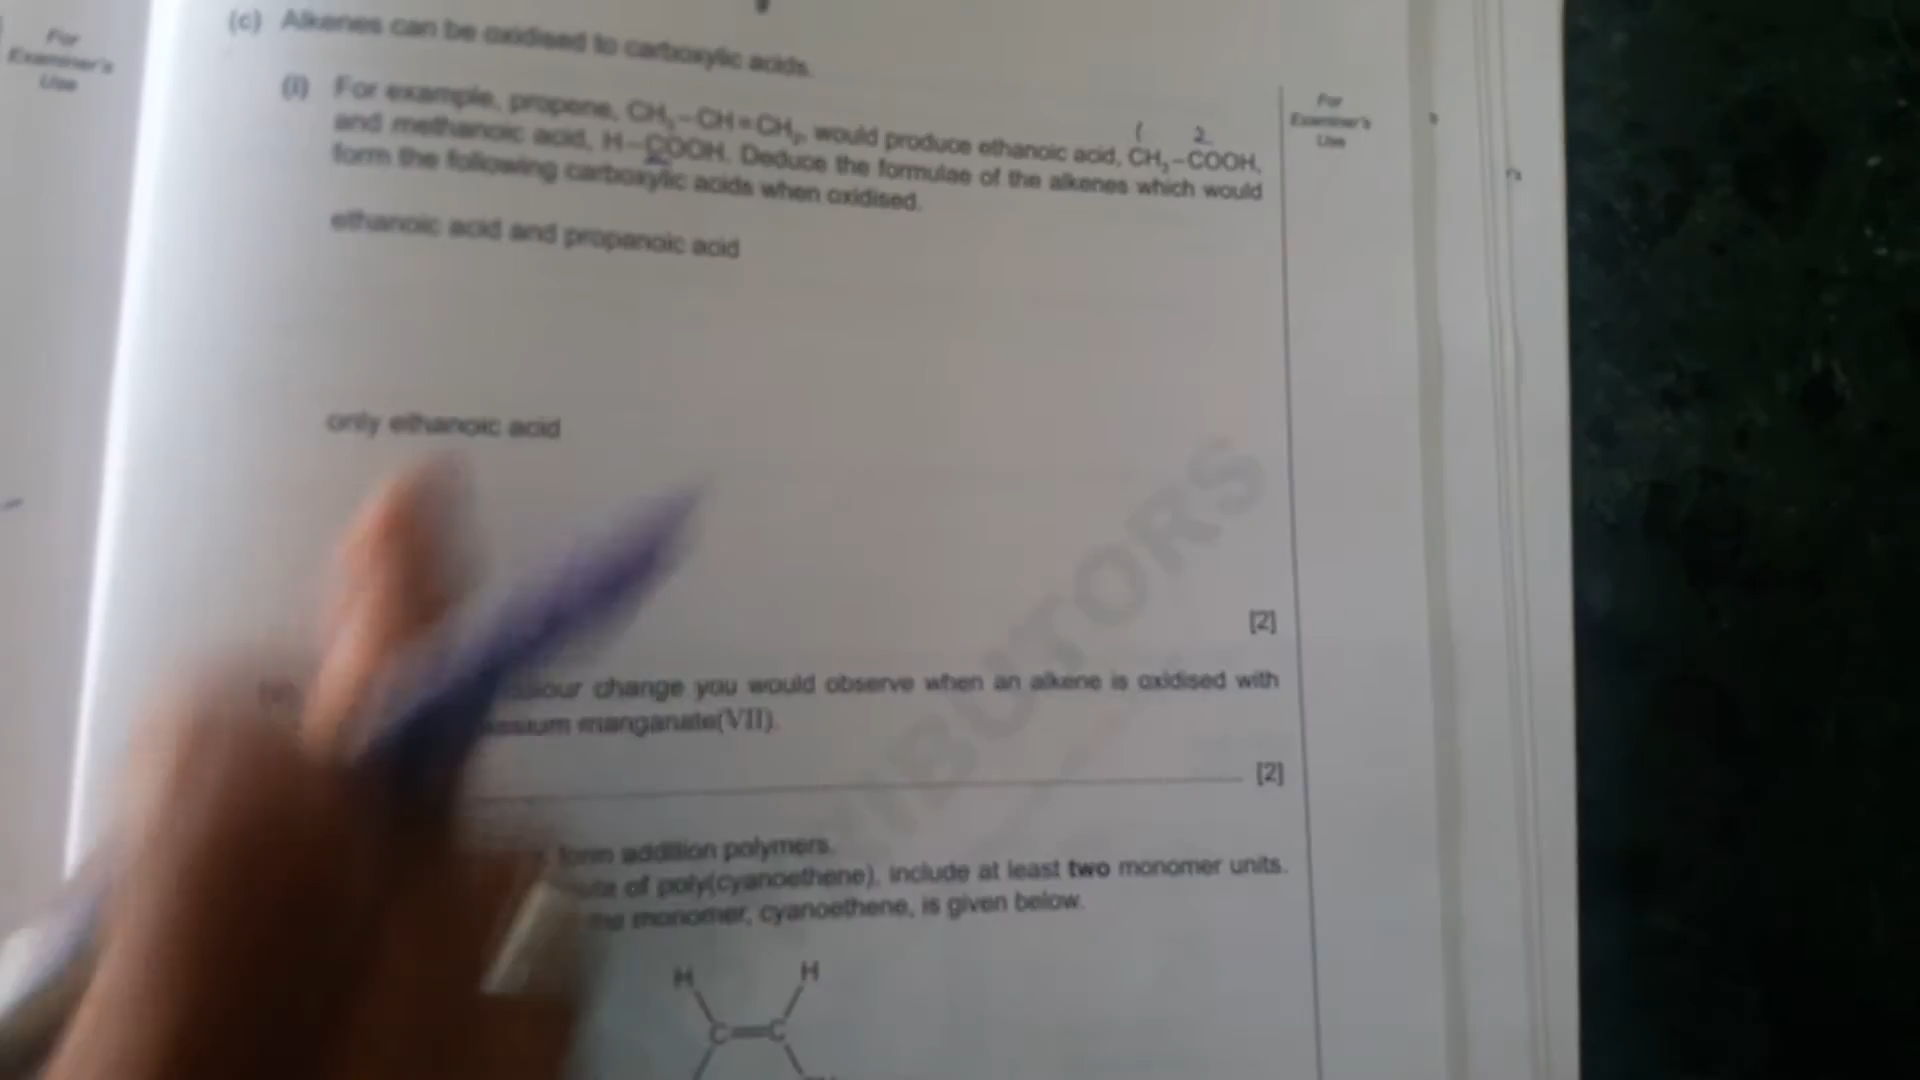 For
Examiner's
Use
(c) Alkenes can be oxidised to carboxylic acids.
(i) For example, propene, CH₃–CH=CH₂, would produce ethanoic acid, CH₃–COOH,
and methanoic acid, H–COOH. Deduce the formulae of the alkenes which would
form the following carboxylic acids when oxidised.
1 2
For
Examiner's
Use
ethanoic acid and propanoic acid
only ethanoic acid
[2]
change you would observe when an alkene is oxidised with
manganate(VII).
[2]
form addition polymers.
of poly(cyanoethene), include at least two monomer units.
monomer, cyanoethene, is given below.
H H
C C
IBUTORS